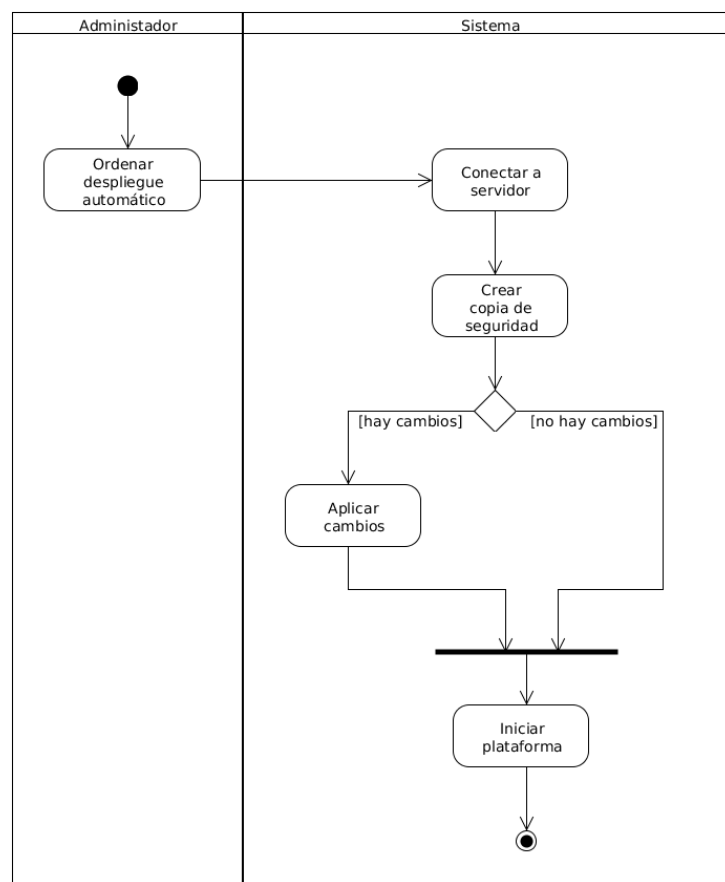 Administador
Sistema
Ordenar
despliegue
automático
Conectar a
servidor
Crear
copia de
seguridad
[hay cambios]
[no hay cambios]
Aplicar
cambios
Iniciar
plataforma